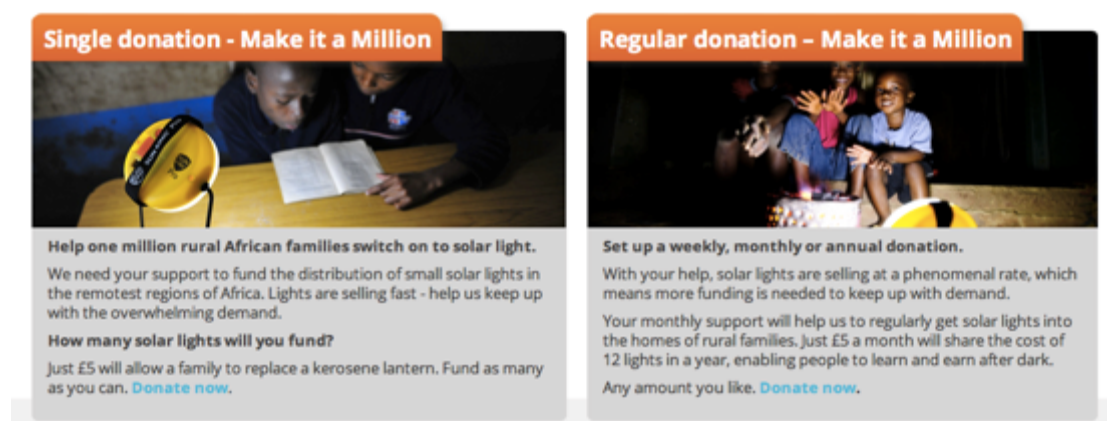 Single donation - Make it a Million
Help one million rural African families switch on to solar light.
We need your support to fund the distribution of small solar lights in
the remotest regions of Africa. Lights are selling fast - help us keep up
with the overwhelming demand.
How many solar lights will you fund?
Just £5 will allow a family to replace a kerosene lantern. Fund as many
as you can. Donate now.
Regular donation – Make it a Million
Set up a weekly, monthly or annual donation.
With your help, solar lights are selling at a phenomenal rate, which
means more funding is needed to keep up with demand.
Your monthly support will help us to regularly get solar lights into
the homes of rural families. Just £5 a month will share the cost of
12 lights in a year, enabling people to learn and earn after dark.
Any amount you like. Donate now.